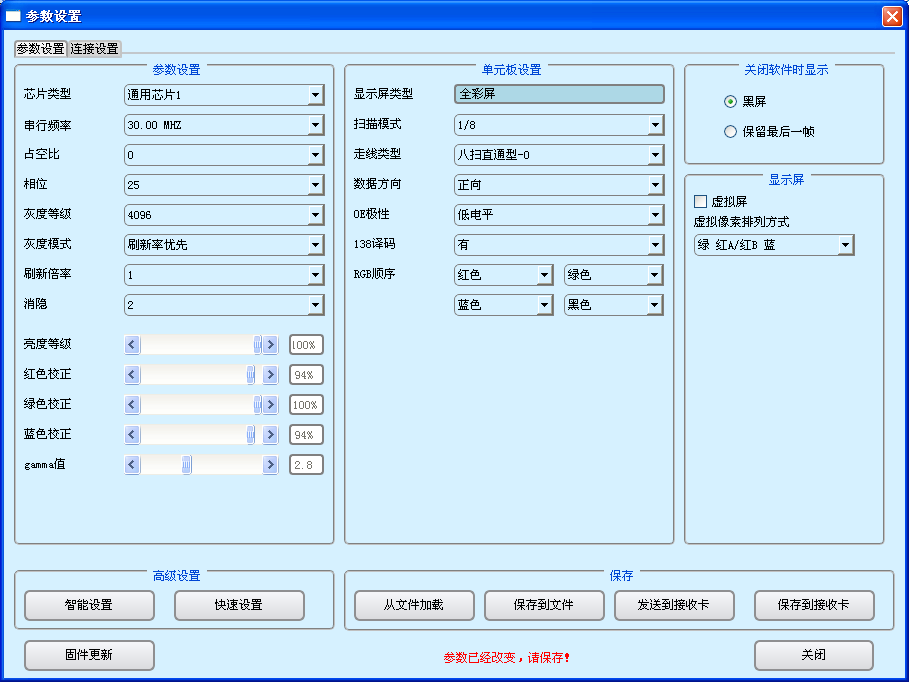 参数设置
参数设置 连接设置
参数设置
芯片类型 通用芯片1
串行频率 30.00 MHZ
占空比 0
相位 25
灰度等级 4096
灰度模式 刷新率优先
刷新倍率 1
消隐 2
亮度等级 100%
红色校正 94%
绿色校正 100%
蓝色校正 94%
gamma值 2.8
单元板设置
显示屏类型 全彩屏
扫描模式 1/8
走线类型 八扫直通型-0
数据方向 正向
OE极性 低电平
138译码 有
RGB顺序 红色 绿色
蓝色 黑色
关闭软件时显示
黑屏
保留最后一帧
显示屏
虚拟屏
虚拟像素排列方式
绿 红A/红B 蓝
高级设置
智能设置 快速设置
保存
从文件加载 保存到文件 发送到接收卡 保存到接收卡
固件更新 参数已经改变，请保存! 关闭